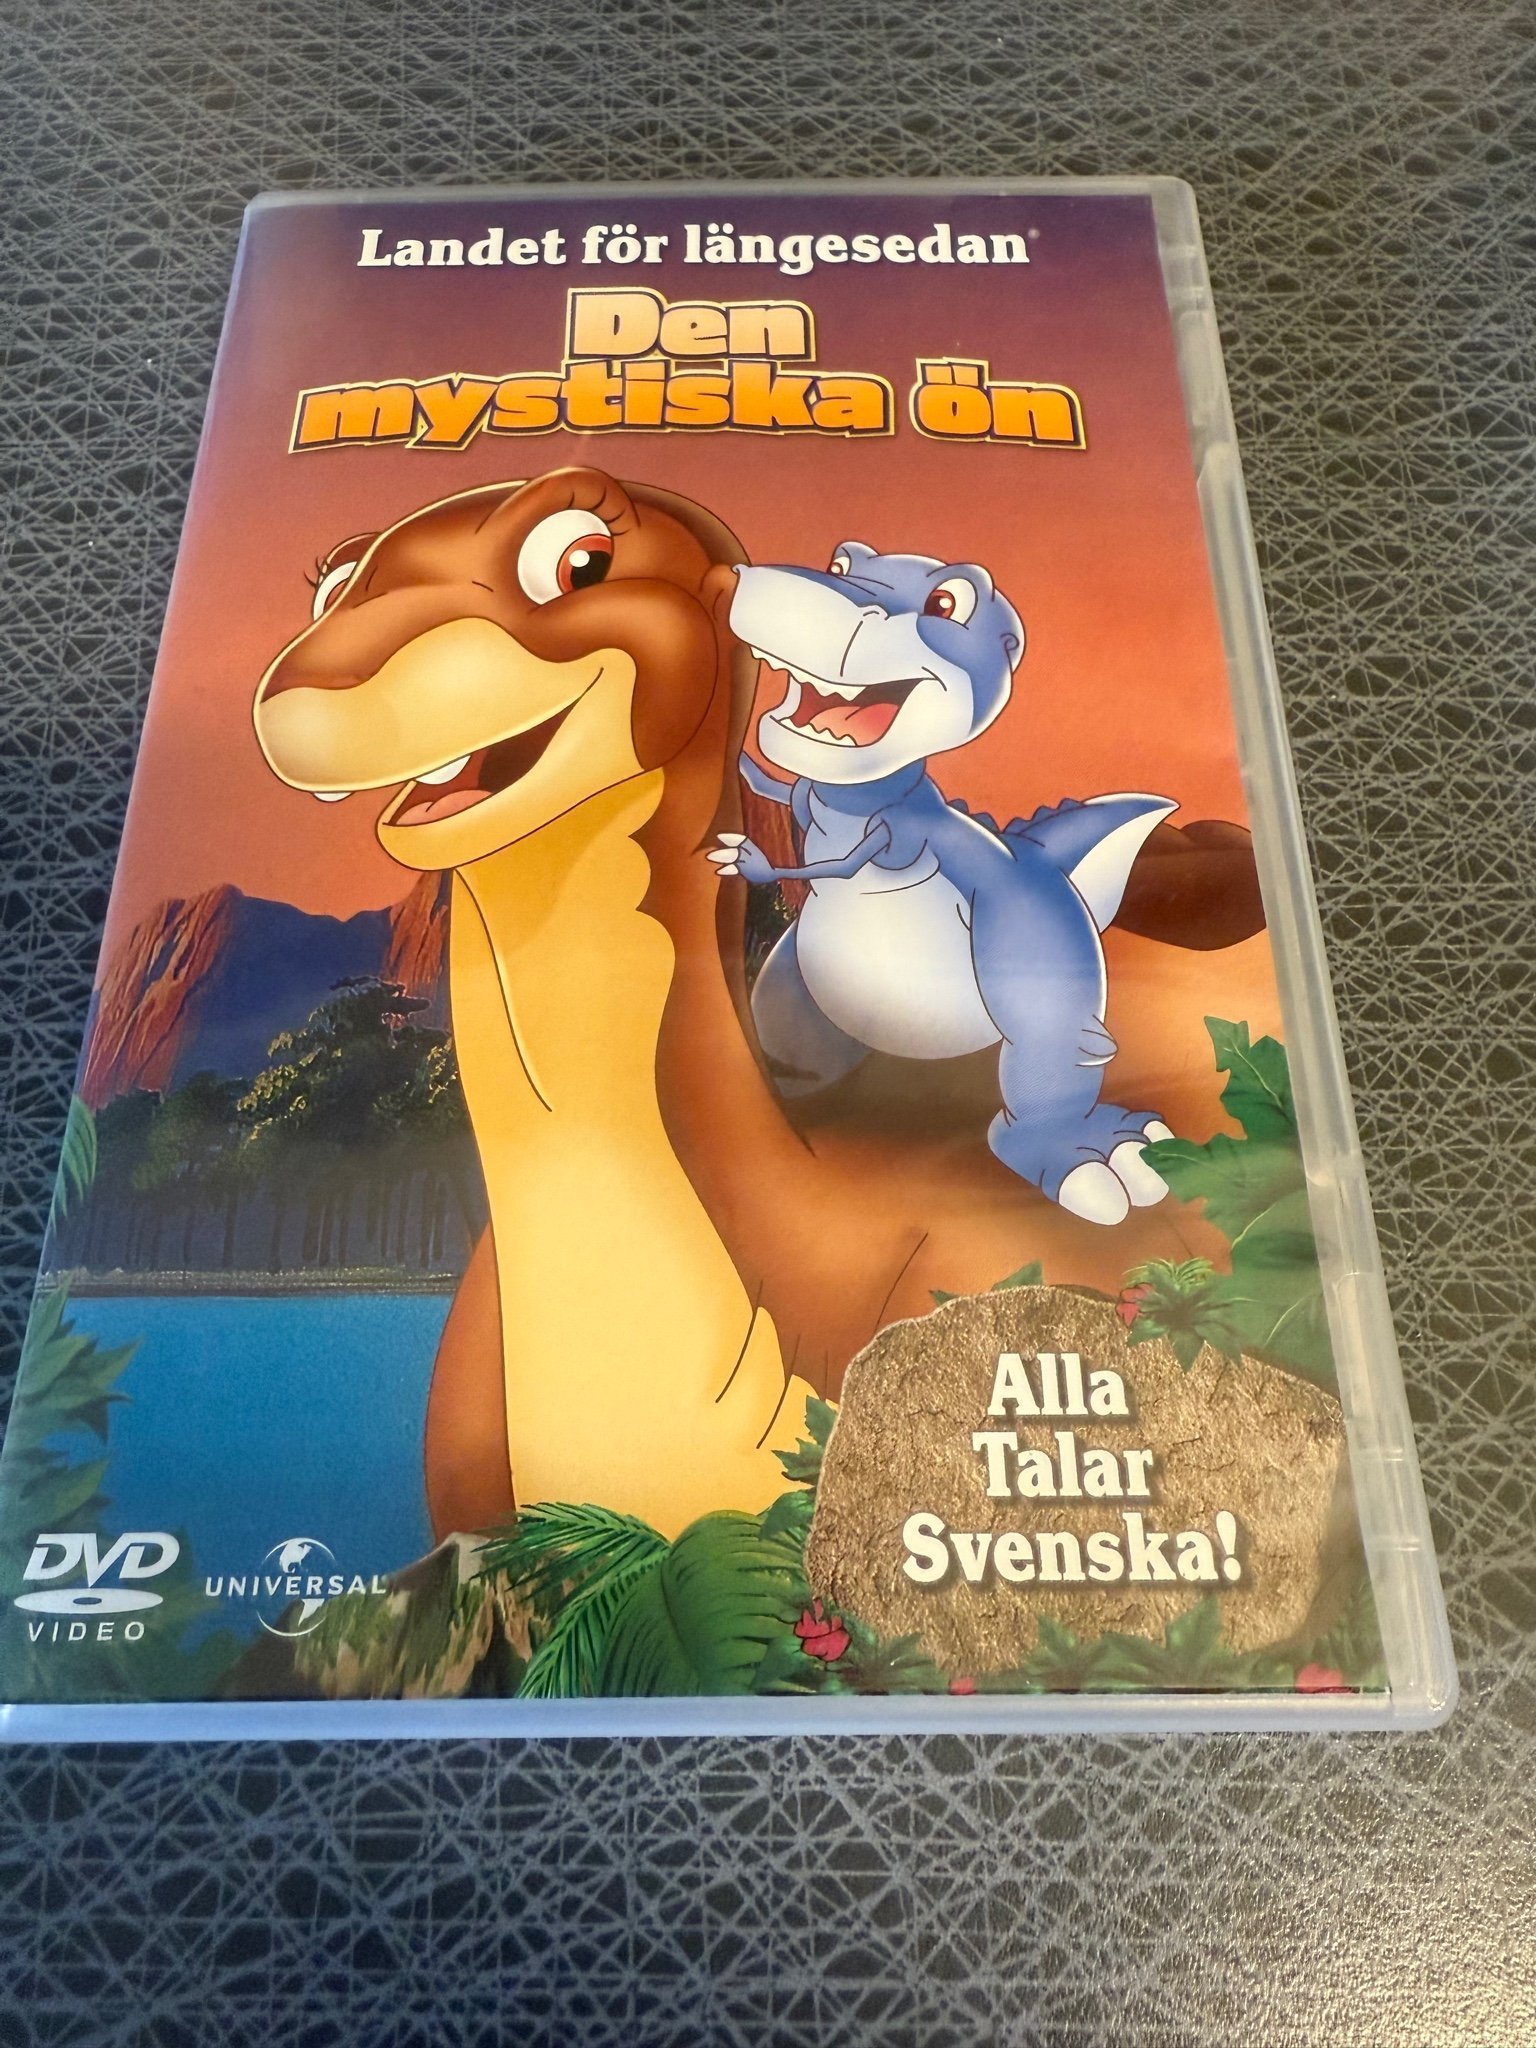 Landet för längesedan
Den
mystiska ön
Alla
Talar
Svenska!
DVD
VIDEO
UNIVERSAL